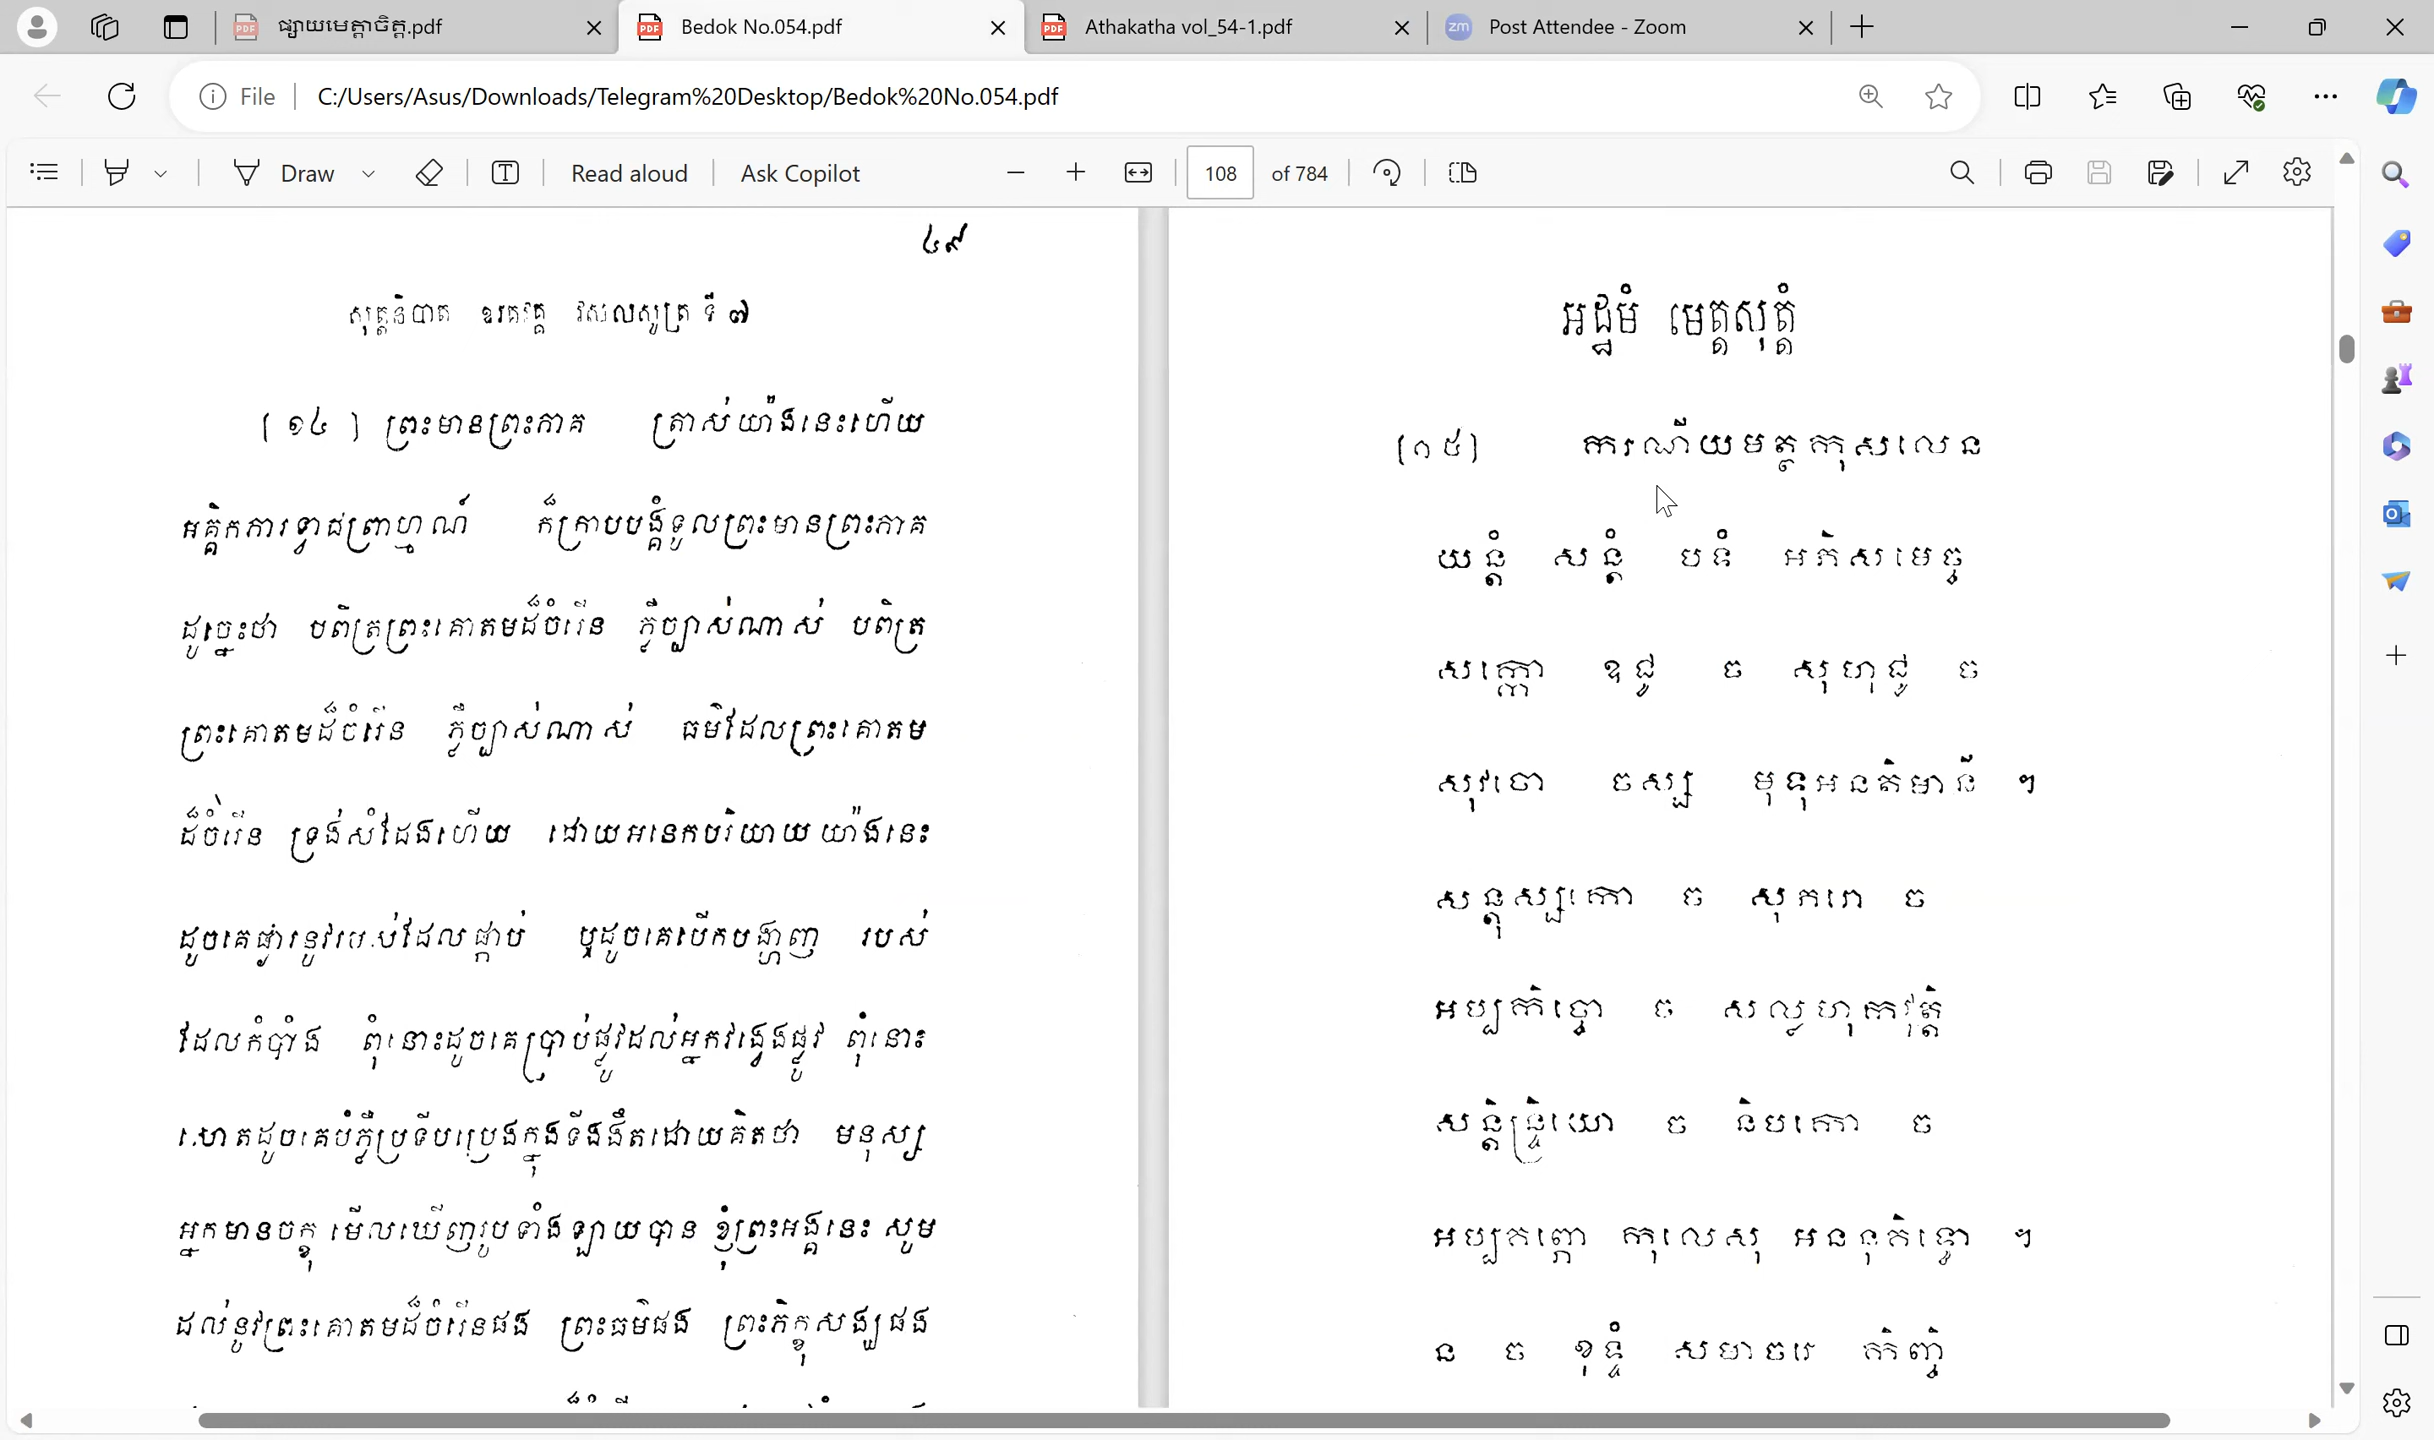 ផ្សាយមេត្តាចិត្ត.pdf
Bedok No.054.pdf
Athakatha vol_54-1.pdf
zm Post Attendee - Zoom
File C:/Users/Asus/Downloads/Telegram%20Desktop/Bedok%20No.054.pdf
Draw Read aloud Ask Copilot 108 of 784
៤៩
សុត្តនិបាត ឧរគវគ្គ វសលសូត្រ ទី ៧
[ ១៤ ] ព្រះមានព្រះភាគ ត្រាស់យ៉ាងនេះហើយ
អគ្គិកភារទ្វាជព្រាហ្មណ៍ ក៏ក្រាបបង្គំទូលព្រះមានព្រះភាគ
ដូច្នេះថា បពិត្រព្រះគោតមដ៏ចំរើន ភ្លឺច្បាស់ណាស់ បពិត្រ
ព្រះគោតមដ៏ចំរើន ភ្លឺច្បាស់ណាស់ ធម៌ដែលព្រះគោតម
ដ៏ចំរើន ទ្រង់សំដែងហើយ ដោយអនេកបរិយាយយ៉ាងនេះ
ដូចគេផ្ងារនូវរបស់ដែលផ្កាប់ ឬដូចគេបើកបង្ហាញ របស់
ដែលកំបាំង ពុំនោះដូចគេប្រាប់ផ្លូវដល់អ្នកវង្វេងផ្លូវ ពុំនោះ
សោតដូចគេបំភ្លឺប្រទីបប្រេងក្នុងទីងងឹតដោយគិតថា មនុស្ស
អ្នកមានចក្ខុ មើលឃើញរូបទាំងឡាយបាន ខ្ញុំព្រះអង្គនេះ សូម
ដល់នូវព្រះគោតមដ៏ចំរើនផង ព្រះធម៌ផង ព្រះភិក្ខុសង្ឃផង
អដ្ឋមំ មេត្តសុត្តំ
[១៥] ករណីយមត្ថកុសលេន
យន្តំ សន្តំ បទំ អភិសមេច្ច
សក្កោ ឧជូ ច សុហុជូ ច
សុវចោ ចស្ស មុទុអនតិមានី ។
សន្តុស្សកោ ច សុភរោ ច
អប្បកិច្ចោ ច សល្លហុកវុត្តិ
សន្តិន្ទ្រិយោ ច និបកោ ច
អប្បគព្ភោ កុលេសុ អននុគិទ្ធោ ។
ន ច ខុទ្ទំ សមាចរេ កិញ្ចិ